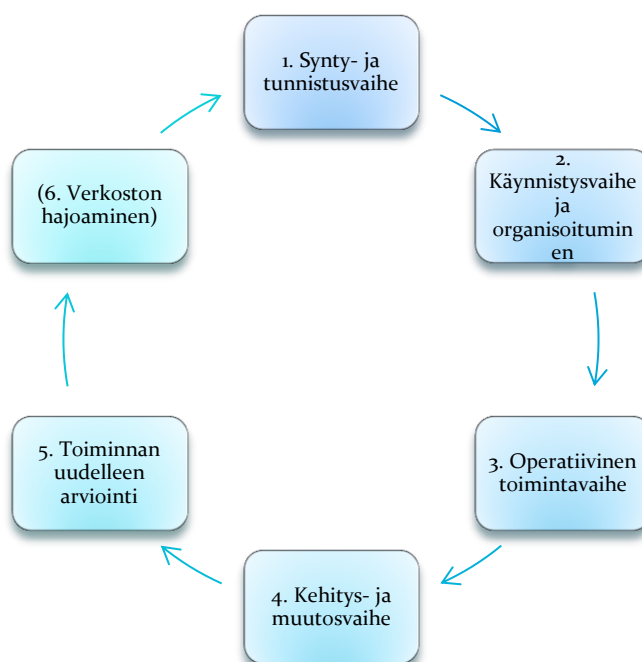 1. Synty- ja
tunnistusvaihe
2.
Käynnistysvaihe
ja
organisoitumin
en
3. Operatiivinen
toimintavaihe
4. Kehitys- ja
muutosvaihe
5. Toiminnan
uudelleen
arviointi
(6. Verkoston
hajoaminen)